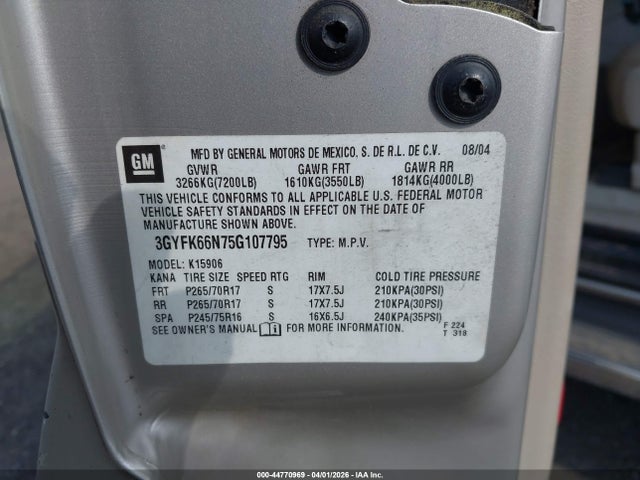 GM
MFD BY GENERAL MOTORS DE MEXICO, S. DE R.L. DE C.V. 08/04
GVWR GAWR FRT GAWR RR
3266KG(7200LB) 1610KG(3550LB) 1814KG(4000LB)
THIS VEHICLE CONFORMS TO ALL APPLICABLE U.S. FEDERAL MOTOR
VEHICLE SAFETY STANDARDS IN EFFECT ON THE DATE OF
MANUFACTURE SHOWN ABOVE.
3GYFK66N75G107795 TYPE: M.P.V.
MODEL: K15906
KANA TIRE SIZE SPEED RTG RIM COLD TIRE PRESSURE
FRT P265/70R17 S 17X7.5J 210KPA(30PSI)
RR P265/70R17 S 17X7.5J 210KPA(30PSI)
SPA P245/75R16 S 16X6.5J 240KPA(35PSI)
SEE OWNER'S MANUAL FOR MORE INFORMATION. F 224
T 318
000-44770969 04/01/2026 IAAI.COM